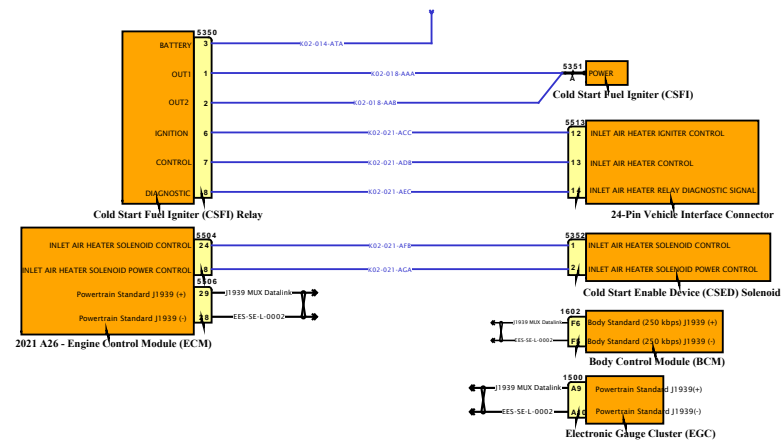 5350
BATTERY 3 K02-014-ATA
OUT1 1 K02-018-AAA
5351
A POWER
Cold Start Fuel Igniter (CSFI)
OUT2 2 K02-018-AAB
5513
IGNITION 6 K02-021-ACC 12 INLET AIR HEATER IGNITER CONTROL
CONTROL 7 K02-021-ADB 13 INLET AIR HEATER CONTROL
DIAGNOSTIC 8 K02-021-AEC 14 INLET AIR HEATER RELAY DIAGNOSTIC SIGNAL
Cold Start Fuel Igniter (CSFI) Relay
24-Pin Vehicle Interface Connector
5504
5352
INLET AIR HEATER SOLENOID CONTROL 24 K02-021-AFB 1 INLET AIR HEATER SOLENOID CONTROL
INLET AIR HEATER SOLENOID POWER CONTROL 8 K02-021-AGA 2 INLET AIR HEATER SOLENOID POWER CONTROL
5506
Cold Start Enable Device (CSED) Solenoid
Powertrain Standard J1939 (+) 29 J1939 MUX Datalink
Powertrain Standard J1939 (-) 28 EES-SE-L-0002
2021 A26 - Engine Control Module (ECM)
1602
J1939 MUX Datalink F6 Body Standard (250 kbps) J1939 (+)
EES-SE-L-0002 Body Standard (250 kbps) J1939 (-)
Body Control Module (BCM)
1500
J1939 MUX Datalink A9 Powertrain Standard J1939(+)
EES-SE-L-0002 A10 Powertrain Standard J1939(-)
Electronic Gauge Cluster (EGC)